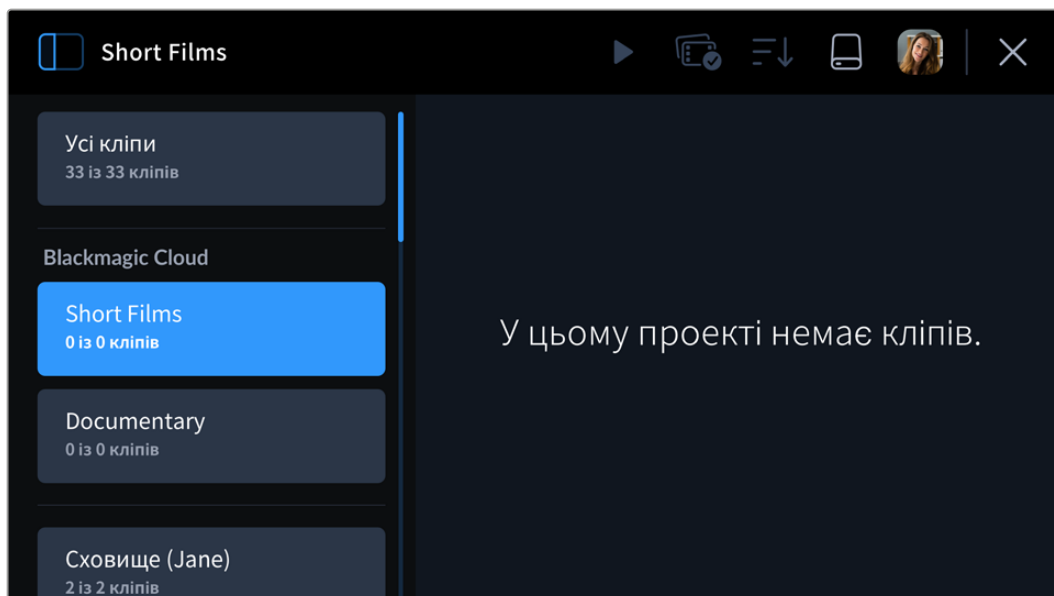 Short Films
Усі кліпи
33 із 33 кліпів
Blackmagic Cloud
Short Films
0 із 0 кліпів
Documentary
0 із 0 кліпів
Сховище (Jane)
2 із 2 кліпів
У цьому проекті немає кліпів.